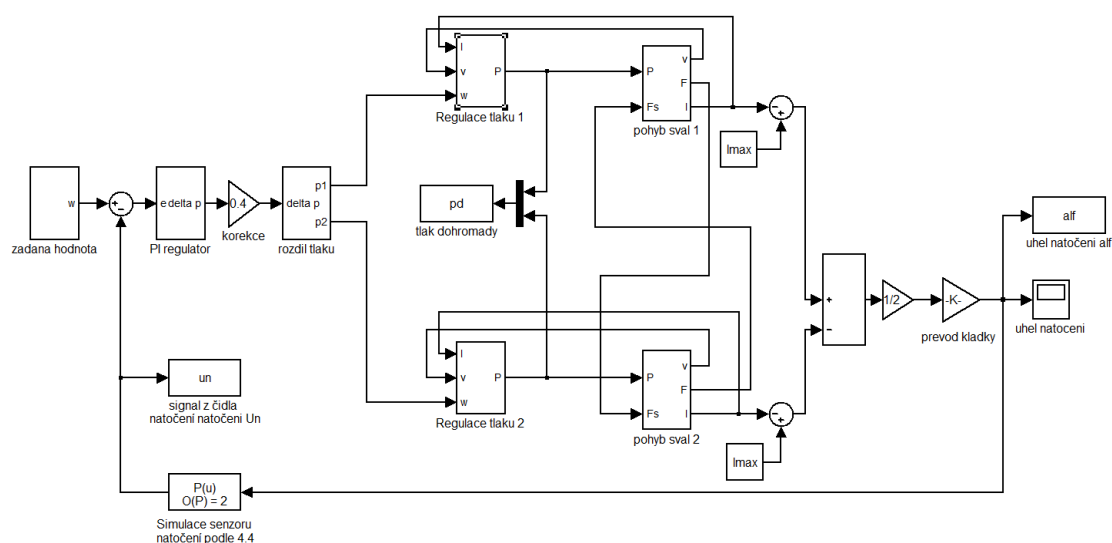 w
zadana hodnota
+
-
e delta p
PI regulator
0.4
korekce
p1
delta p
p2
rozdil tlaku
l
v
P
w
Regulace tlaku 1
pd
tlak dohromady
l
v
P
w
Regulace tlaku 2
v
P
F
Fs
l
pohyb sval 1
v
P
F
Fs
l
pohyb sval 2
-
+
lmax
-
+
lmax
+
-
1/2
-K-
prevod kladky
alf
uhel natočeni alf
uhel natoceni
un
signal z čidla
natočení natočeni Un
P(u)
O(P) = 2
Simulace senzoru
natočení podle 4.4